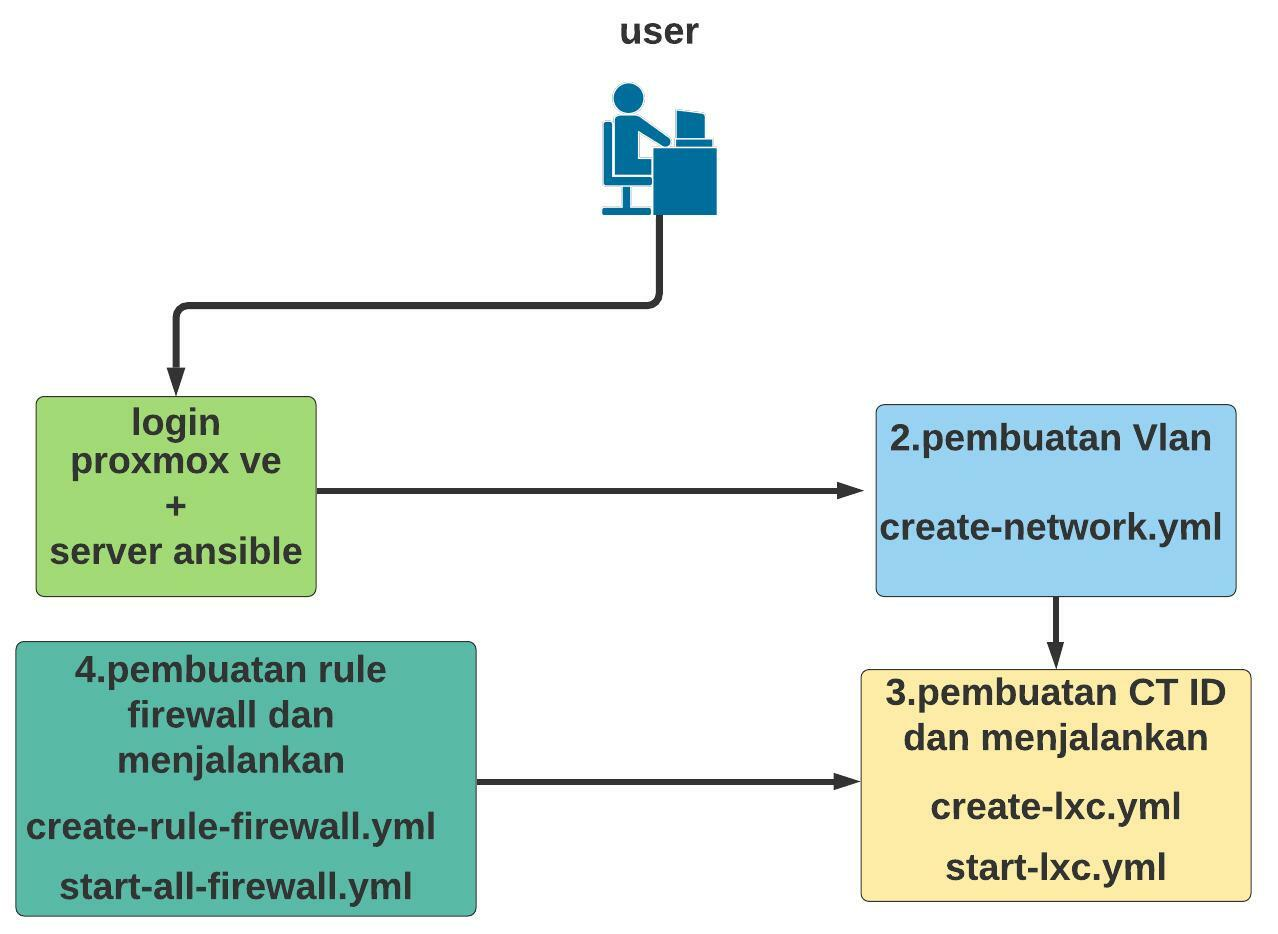 user
login
proxmox ve
+
server ansible
2.pembuatan Vlan
create-network.yml
3.pembuatan CT ID
dan menjalankan
create-lxc.yml
start-lxc.yml
4.pembuatan rule
firewall dan
menjalankan
create-rule-firewall.yml
start-all-firewall.yml